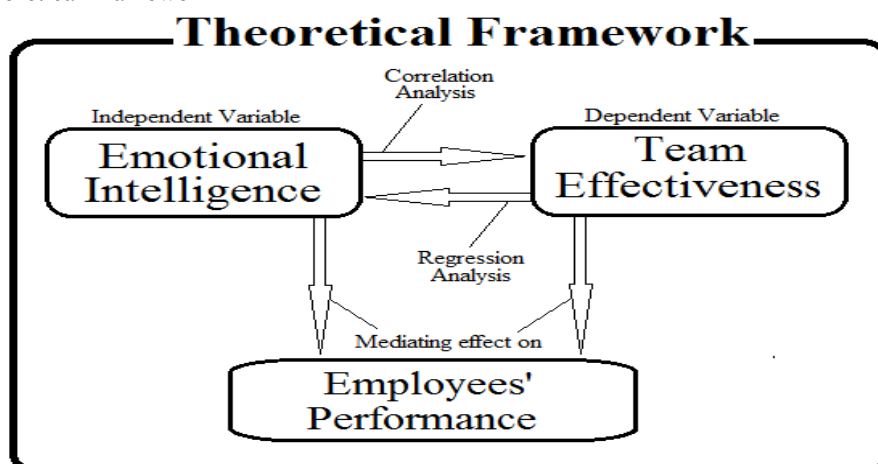 Theoretical Framework
Correlation
Analysis
Independent Variable
Dependent Variable
Emotional
Intelligence
Team
Effectiveness
Regression
Analysis
Mediating effect on
Employees'
Performance